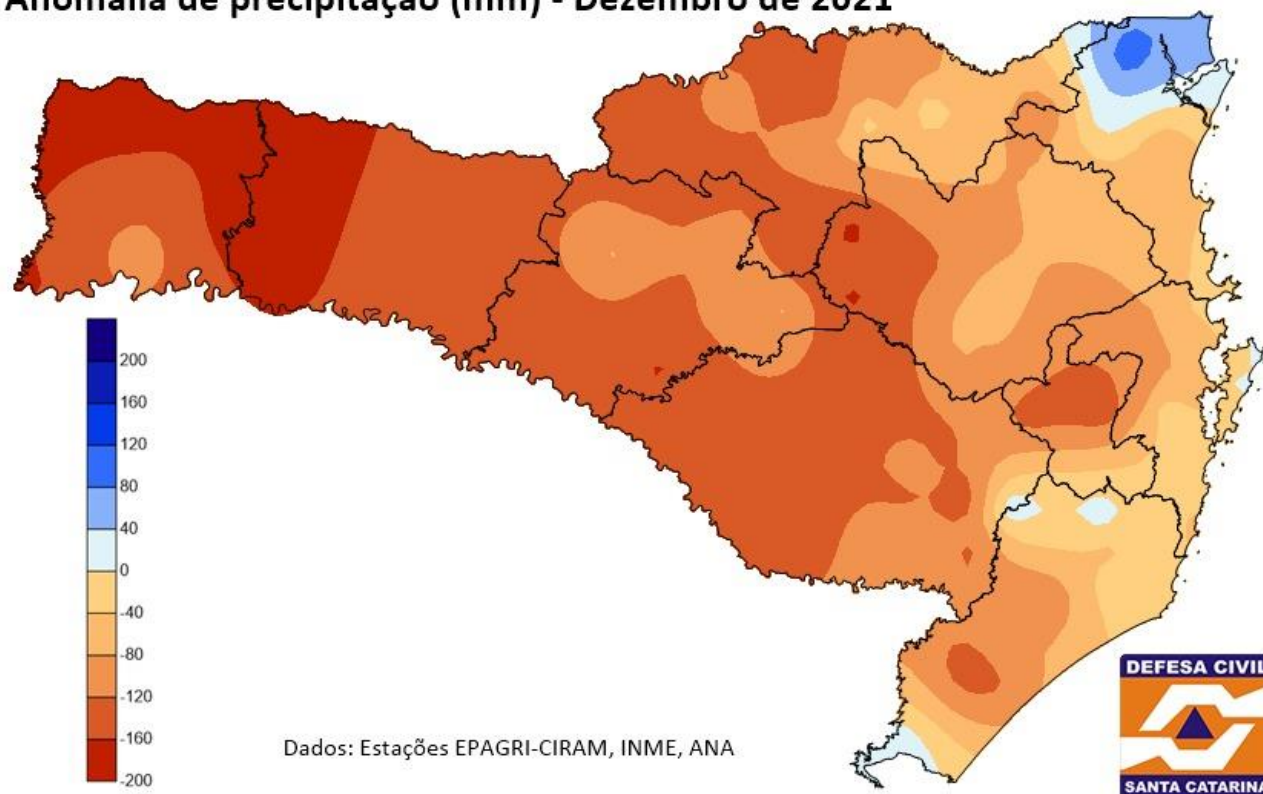 Anomalia de precipitação (mm) - Dezembro de 2021
200
160
120
80
40
0
-40
-80
-120
-160
-200
Dados: Estações EPAGRI-CIRAM, INME, ANA
DEFESA CIVIL
SANTA CATARINA